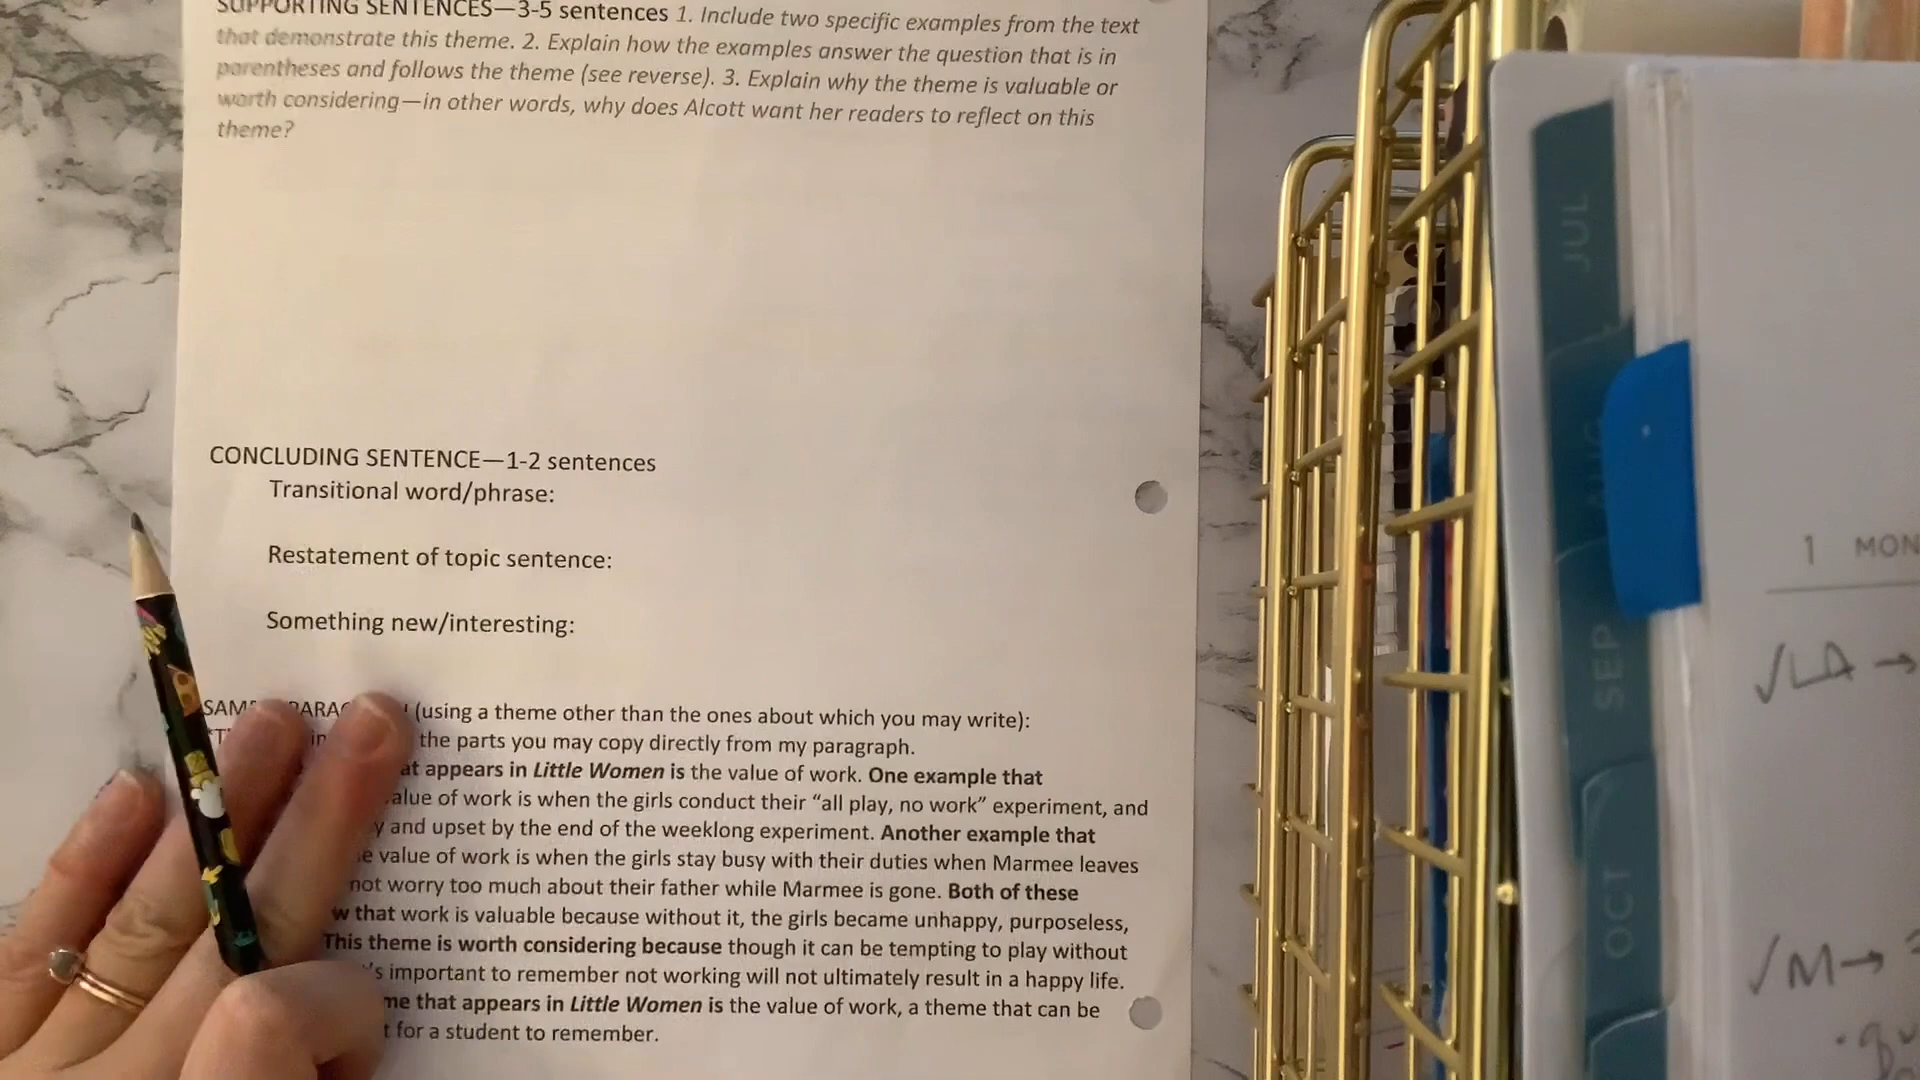 SUPPORTING SENTENCES—3-5 sentences 1. Include two specific examples from the text
that demonstrate this theme. 2. Explain how the examples answer the question that is in
parentheses and follows the theme (see reverse). 3. Explain why the theme is valuable or
worth considering—in other words, why does Alcott want her readers to reflect on this
theme?
CONCLUDING SENTENCE—1-2 sentences
Transitional word/phrase:
Restatement of topic sentence:
Something new/interesting:
(using a theme other than the ones about which you may write):
the parts you may copy directly from my paragraph.
appears in Little Women is the value of work. One example that
value of work is when the girls conduct their “all play, no work” experiment, and
and upset by the end of the weeklong experiment. Another example that
value of work is when the girls stay busy with their duties when Marmee leaves
not worry too much about their father while Marmee is gone. Both of these
that work is valuable because without it, the girls became unhappy, purposeless,
This theme is worth considering because though it can be tempting to play without
's important to remember not working will not ultimately result in a happy life.
me that appears in Little Women is the value of work, a theme that can be
t for a student to remember.
JUL
AUG
SEP
OCT
1 MON
√LA →
√M→